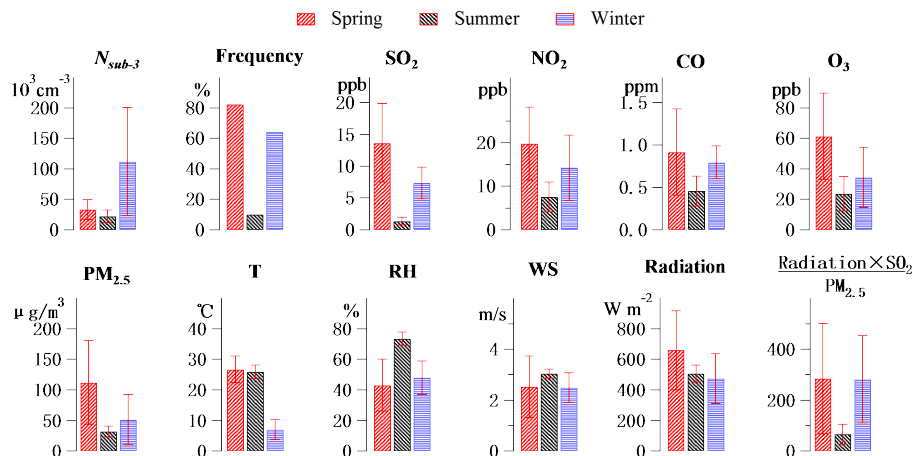 Spring Summer Winter
N_sub-3 Frequency SO₂ NO₂ CO O₃
10³cm⁻³ % ppb ppb ppm ppb
200 150 100 50 0
80 60 40 20 0
20 15 10 5 0
20 10 0
1.5 1.0 0.5 0.0
100 80 60 40 20 0
PM₂.₅ T RH WS Radiation Radiation×SO₂
PM₂.₅
μg/m³ ℃ % m/s W m⁻²
200 150 100 50 0
40 30 20 10 0
80 60 40 20 0
4 2 0
800 600 400 200 0
400 200 0